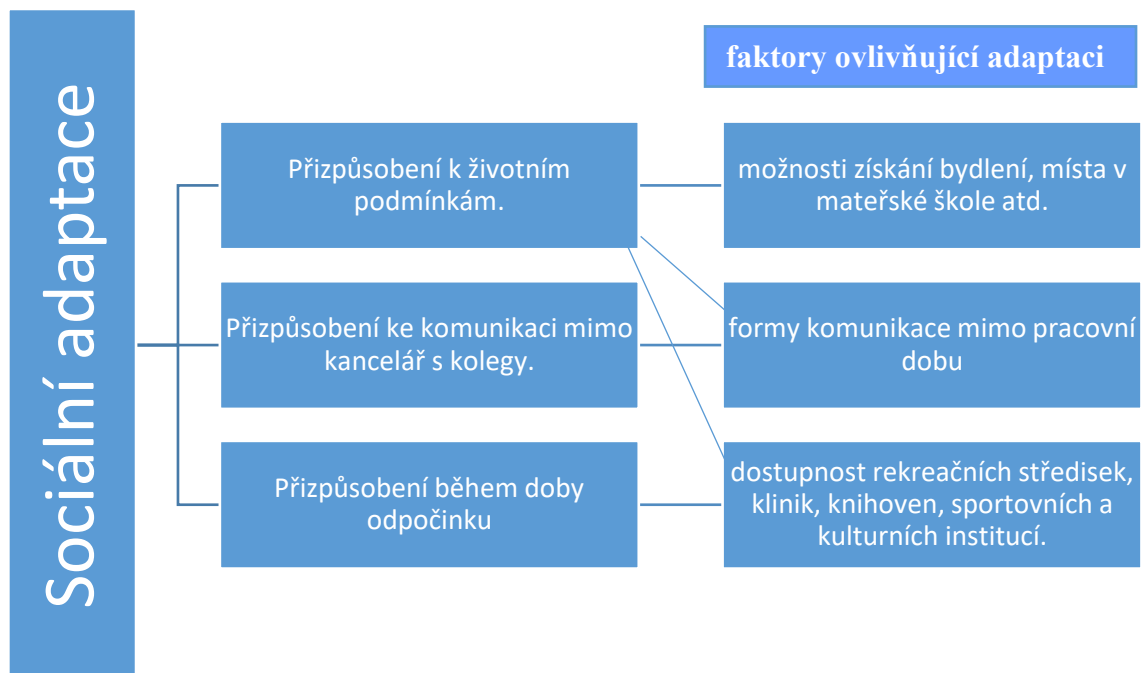 Sociální adaptace
faktory ovlivňující adaptaci
Přizpůsobení k životním
podmínkám.
možnosti získání bydlení, místa v
mateřské škole atd.
Přizpůsobení ke komunikaci mimo
kancelář s kolegy.
formy komunikace mimo pracovní
dobu
Přizpůsobení během doby
odpočinku
dostupnost rekreačních středisek,
klinik, knihoven, sportovních a
kulturních institucí.